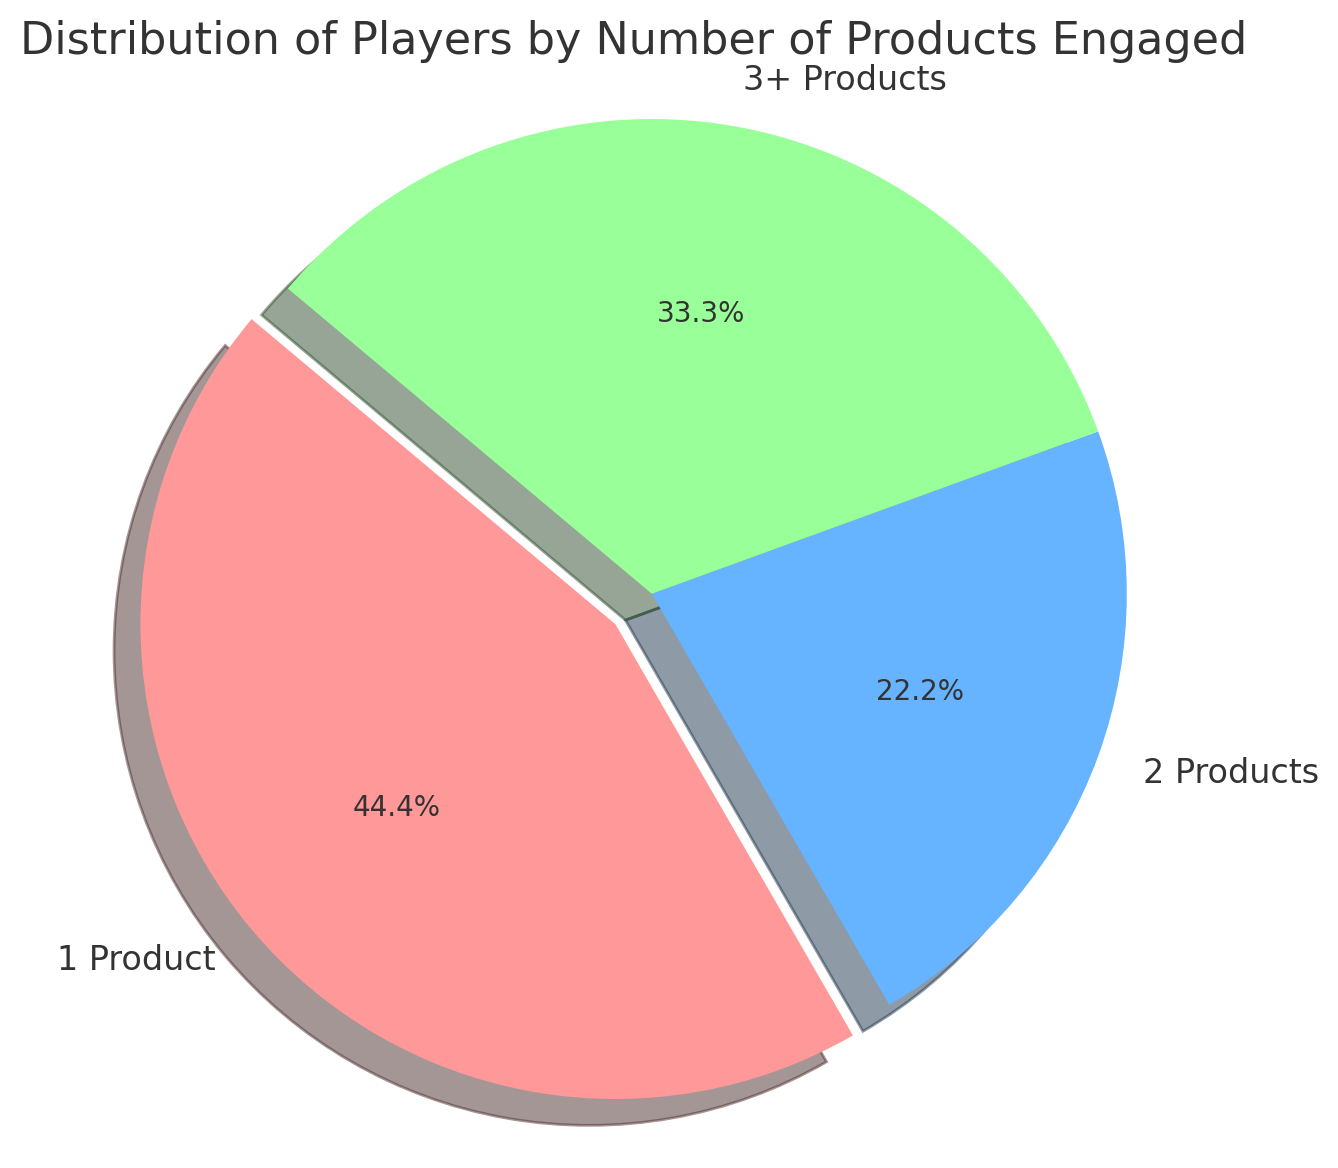 Distribution of Players by Number of Products Engaged
3+ Products
33.3%
22.2%
2 Products
44.4%
1 Product